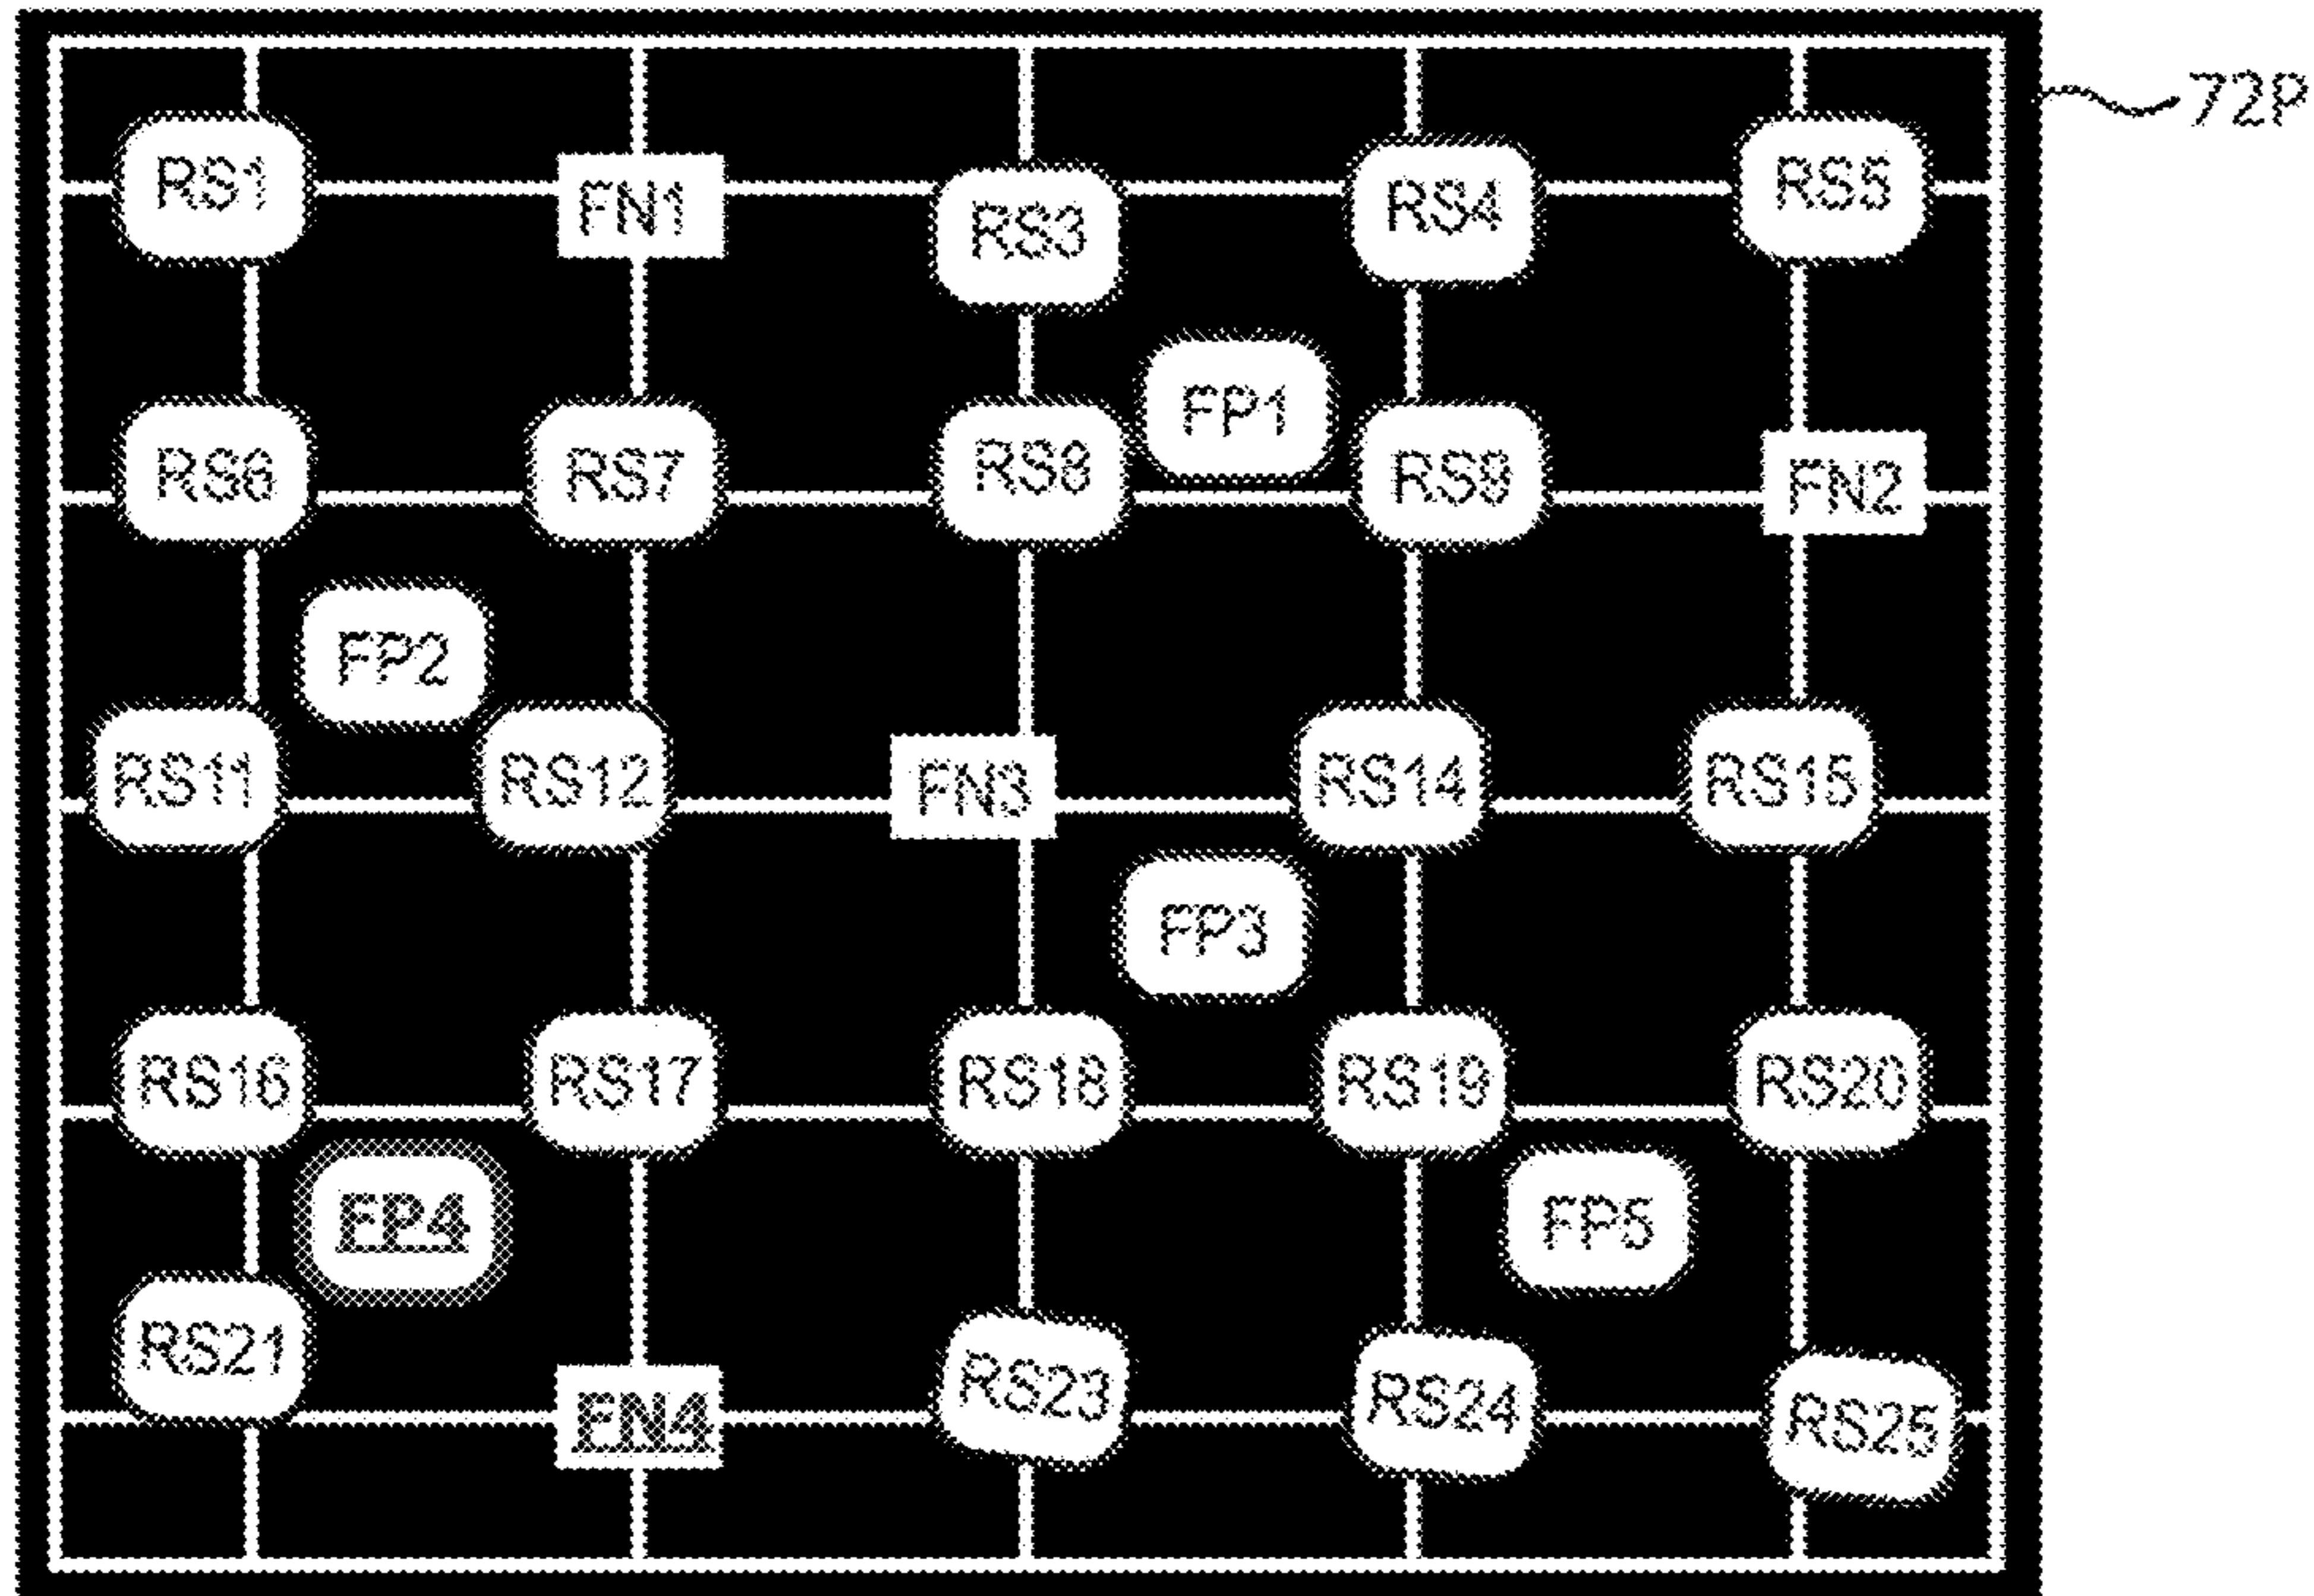 72P
RS1 FN1 RS3 RS4 RS5
FP1
RS6 RS7 RS8 RS9 FN2
FP2
RS11 RS12 FN3 RS14 RS15
FP3
RS16 RS17 RS18 RS19 RS20
FP4 FP5
RS21 FN4 RS23 RS24 RS25